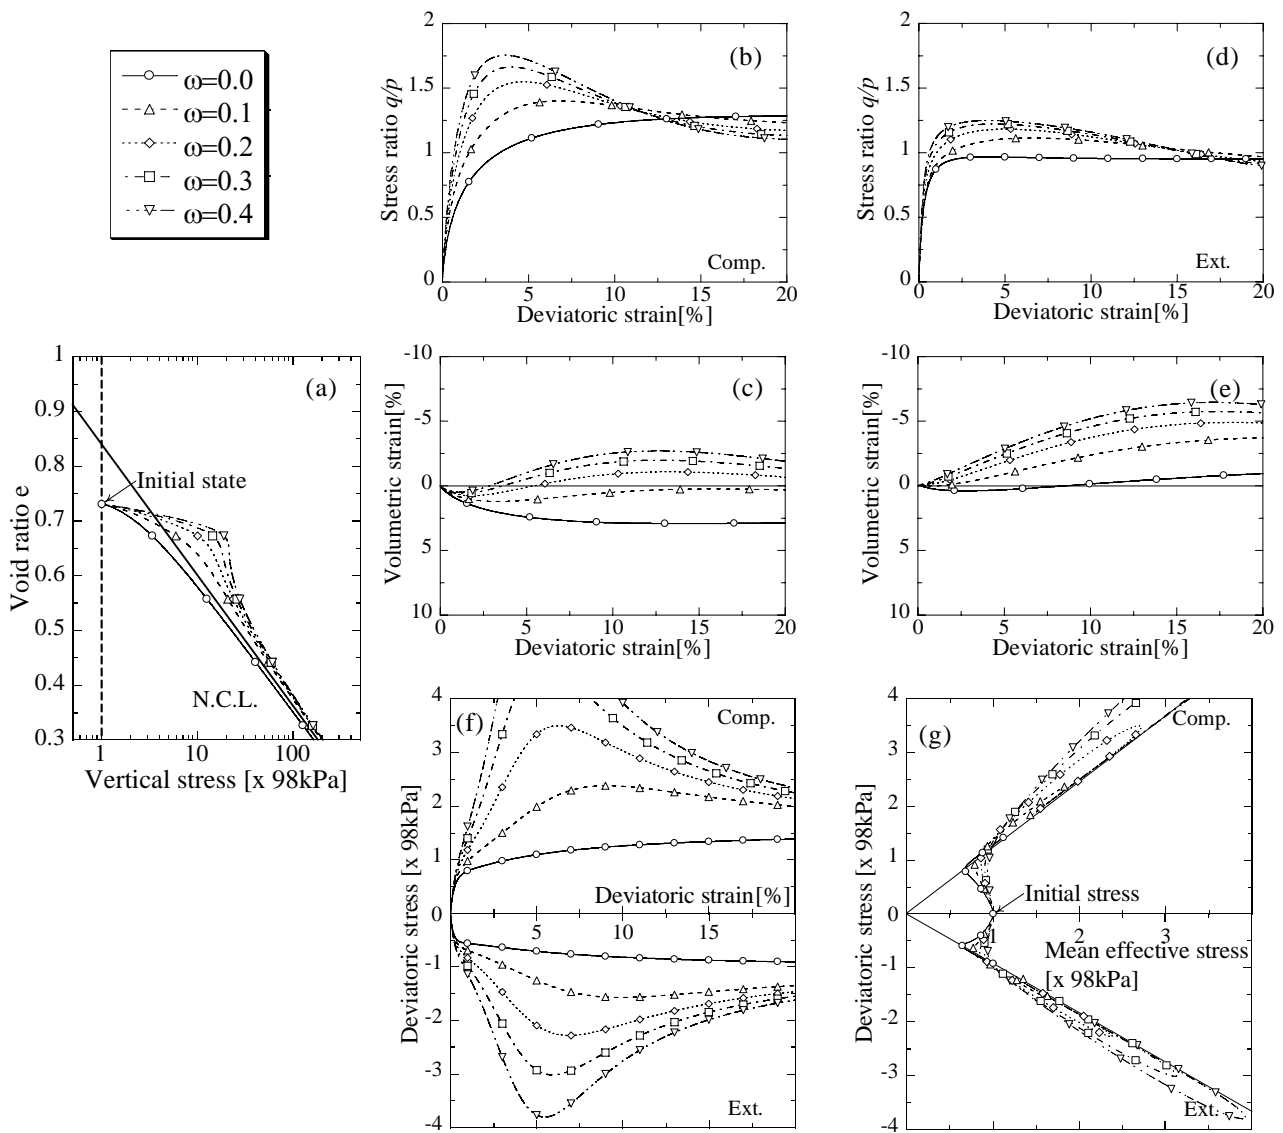 ω=0.0
ω=0.1
ω=0.2
ω=0.3
ω=0.4
2
1.5
1
0.5
0
Stress ratio q/p
(b)
Comp.
0 5 10 15 20
Deviatoric strain[%]
2
1.5
1
0.5
0
Stress ratio q/p
(d)
Ext.
0 5 10 15 20
Deviatoric strain[%]
1
0.9
0.8
0.7
0.6
0.5
0.4
0.3
Void ratio e
(a)
Initial state
N.C.L.
1 10 100
Vertical stress [x 98kPa]
-10
-5
0
5
10
Volumetric strain[%]
(c)
0 5 10 15 20
Deviatoric strain[%]
-10
-5
0
5
10
Volumetric strain[%]
(e)
0 5 10 15 20
Deviatoric strain[%]
4
3
2
1
0
-1
-2
-3
-4
Deviatoric stress [x 98kPa]
(f)
Comp.
Deviatoric strain[%]
5 10 15
Ext.
4
3
2
1
0
-1
-2
-3
-4
Deviatoric stress [x 98kPa]
(g)
Comp.
Initial stress
1 2 3
Mean effective stress
[x 98kPa]
Ext.